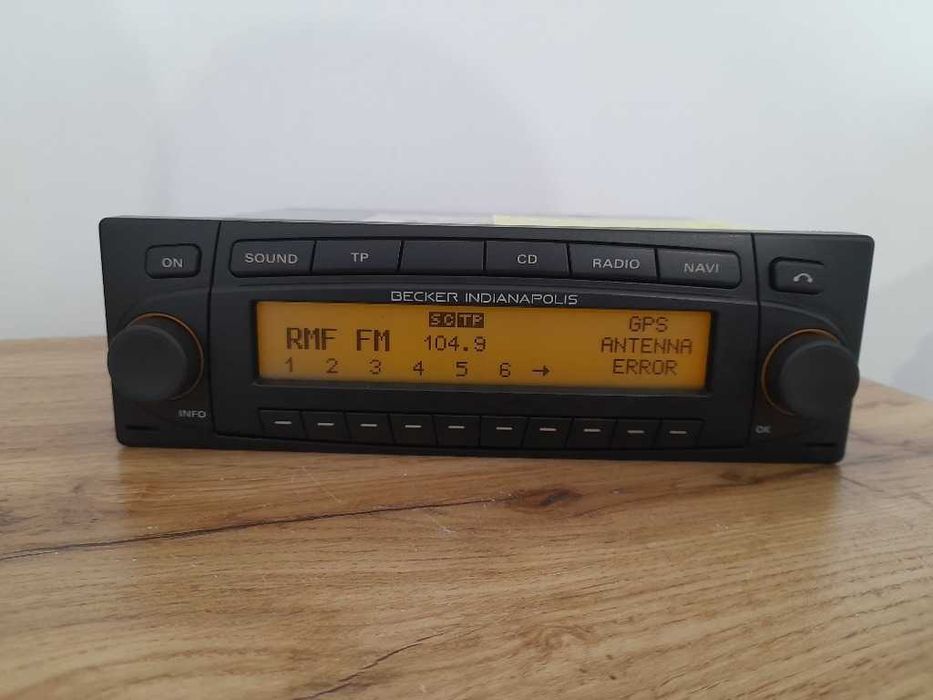 ON
SOUND
TP
CD
RADIO
NAVI
BECKER INDIANAPOLIS
SC TP
RMF FM 104.9
1 2 3 4 5 6 →
GPS
ANTENNA
ERROR
INFO
OK